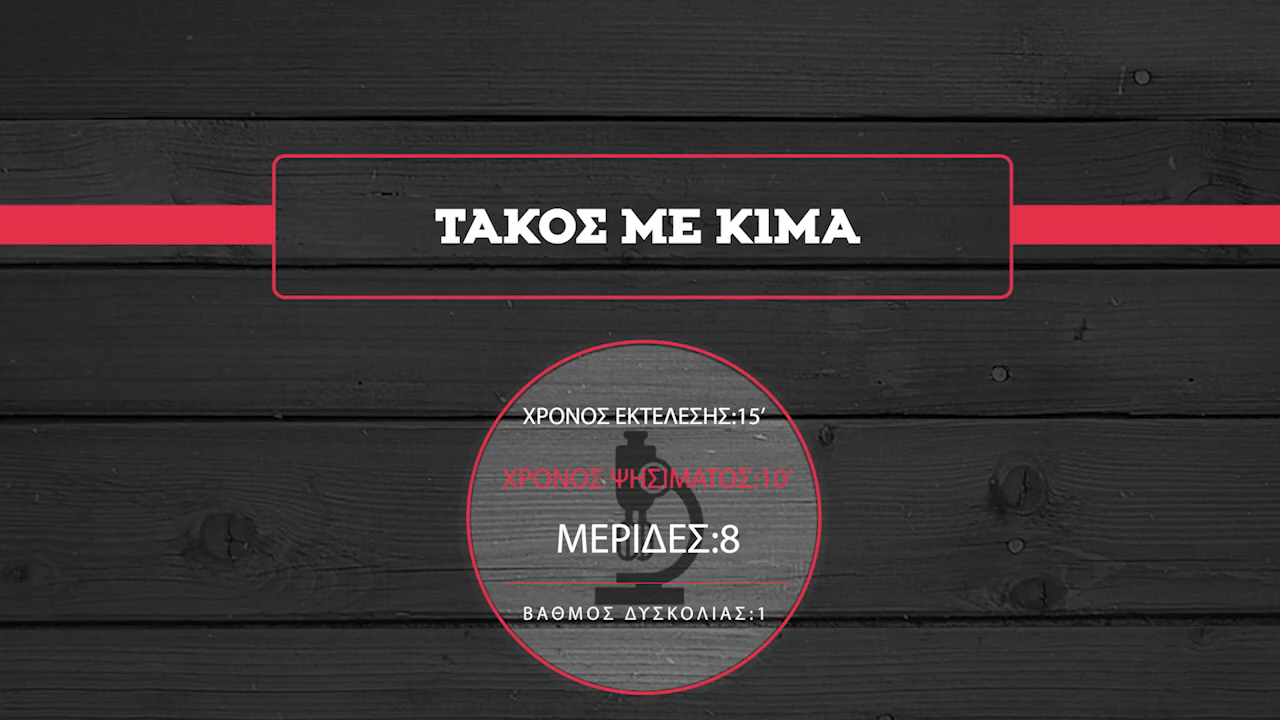 ΤΑΚΟΣ ΜΕ ΚΙΜΑ
ΧΡΟΝΟΣ ΕΚΤΕΛΕΣΗΣ:15’
ΧΡΟΝΟΣ ΨΗΣΙΜΑΤΟΣ:10’
ΜΕΡΙΔΕΣ:8
ΒΑΘΜΟΣ ΔΥΣΚΟΛΙΑΣ:1